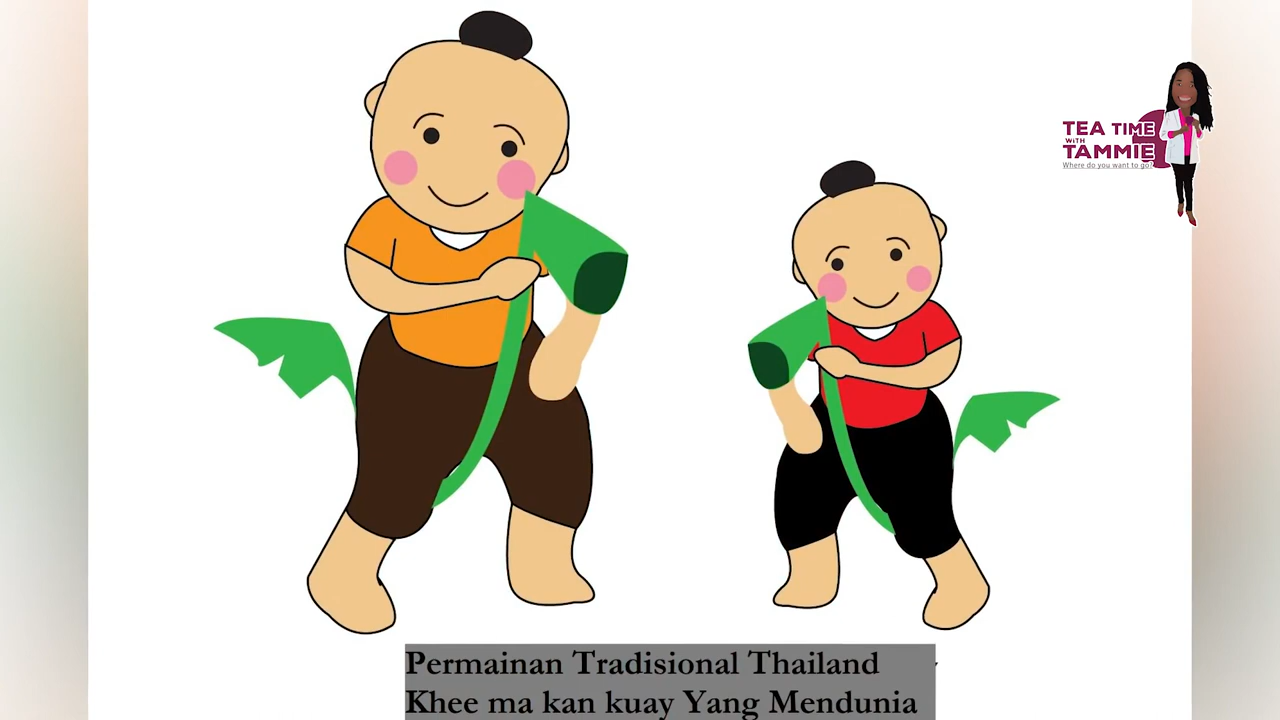 TEA TIME
WITH
TAMMIE
Where do you want to go?
Permainan Tradisional Thailand
Khee ma kan kuay Yang Mendunia